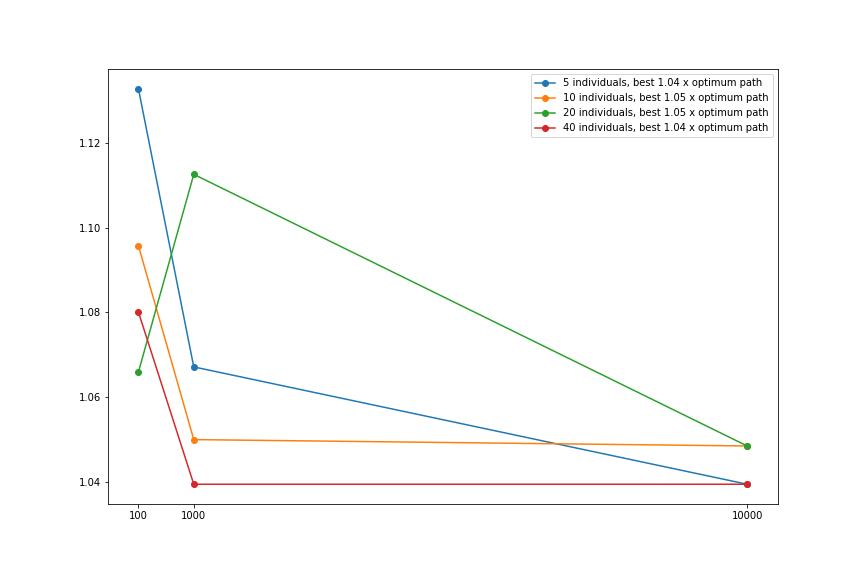 5 individuals, best 1.04 x optimum path
10 individuals, best 1.05 x optimum path
20 individuals, best 1.05 x optimum path
40 individuals, best 1.04 x optimum path
1.12
1.10
1.08
1.06
1.04
100 1000 10000